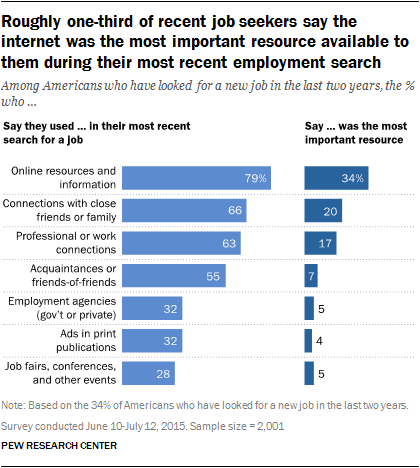 Roughly one-third of recent job seekers say the
internet was the most important resource available to
them during their most recent employment search
Among Americans who have looked for a new job in the last two years, the %
who ...
Say they used ... in their most recent
search for a job
Say ... was the most
important resource
Online resources and
information
79%
34%
Connections with close
friends or family
66
20
Professional or work
connections
63
17
Acquaintances or
friends-of-friends
55
7
Employment agencies
(gov't or private)
32
5
Ads in print
publications
32
4
Job fairs, conferences,
and other events
28
5
Note: Based on the 34% of Americans who have looked for a new job in the last two years.
Survey conducted June 10-July 12, 2015. Sample size = 2,001
PEW RESEARCH CENTER